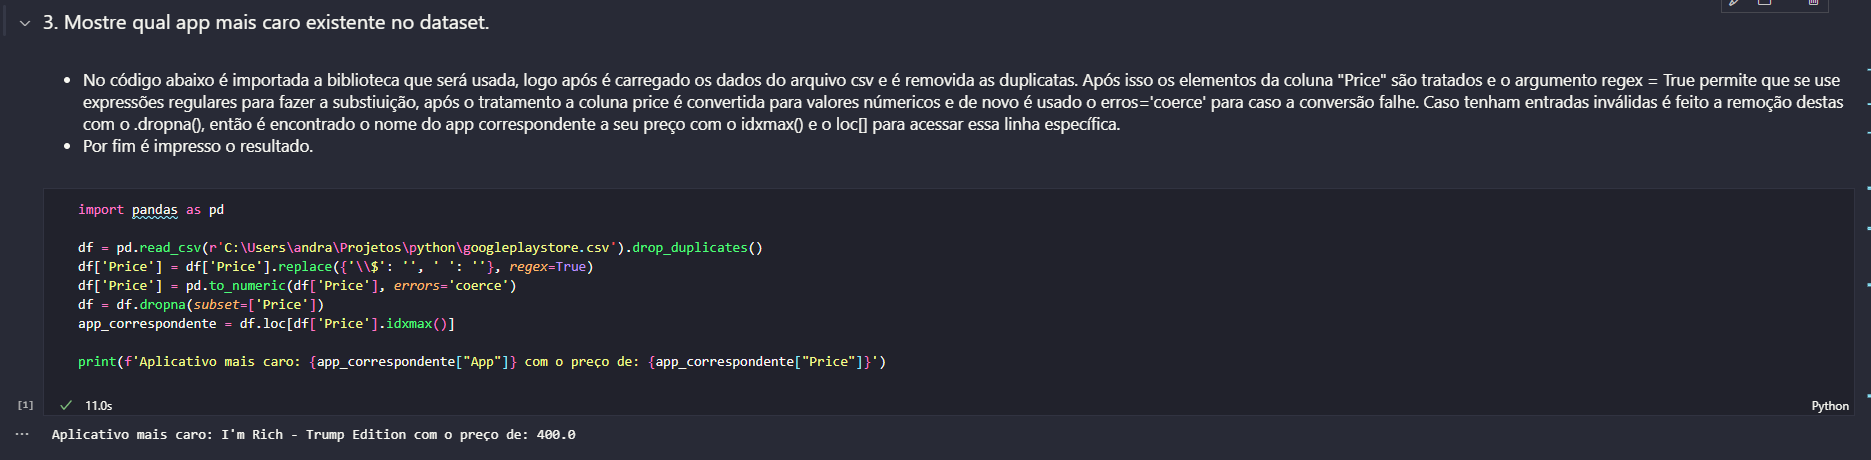 3. Mostre qual app mais caro existente no dataset.
• No código abaixo é importada a biblioteca que será usada, logo após é carregado os dados do arquivo csv e é removida as duplicatas. Após isso os elementos da coluna "Price" são tratados e o argumento regex = True permite que se use
expressões regulares para fazer a substiuição, após o tratamento a coluna price é convertida para valores númericos e de novo é usado o erros='coerce' para caso a conversão falhe. Caso tenham entradas inválidas é feito a remoção destas
com o .dropna(), então é encontrado o nome do app correspondente a seu preço com o idxmax() e o loc[] para acessar essa linha específica.
• Por fim é impresso o resultado.
import pandas as pd
df = pd.read_csv(r'C:\Users\andra\Projetos\python\googleplaystore.csv').drop_duplicates()
df['Price'] = df['Price'].replace({'\\$': '', ' ': ''}, regex=True)
df['Price'] = pd.to_numeric(df['Price'], errors='coerce')
df = df.dropna(subset=['Price'])
app_correspondente = df.loc[df['Price'].idxmax()]
print(f'Aplicativo mais caro: {app_correspondente["App"]} com o preço de: {app_correspondente["Price"]}')
[1] 11.0s Python
... Aplicativo mais caro: I'm Rich - Trump Edition com o preço de: 400.0